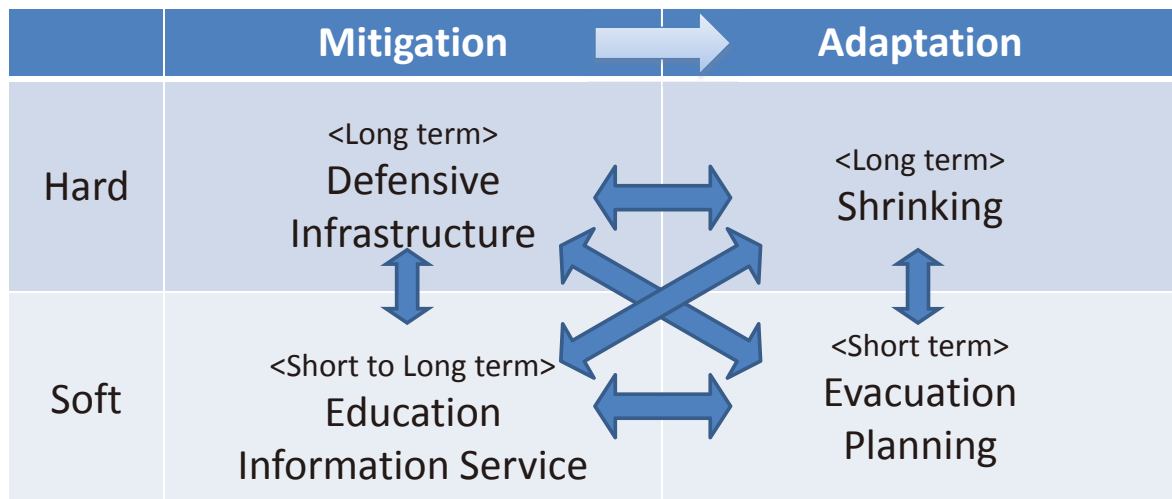 Mitigation
Adaptation
Hard
<Long term>
Defensive
Infrastructure
<Long term>
Shrinking
Soft
<Short to Long term>
Education
Information Service
<Short term>
Evacuation
Planning